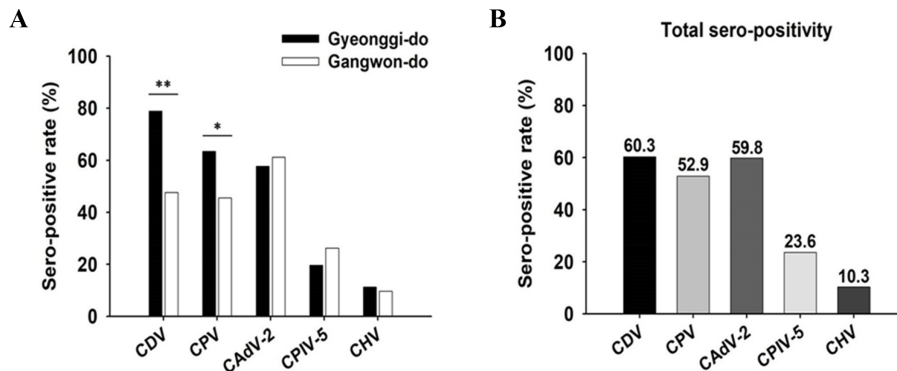 A
Gyeonggi-do
Gangwon-do
Sero-positive rate (%)
100
80
60
40
20
0
**
*
CDV
CPV
CAdV-2
CPIV-5
CHV
B
Total sero-positivity
Sero-positive rate (%)
100
80
60
40
20
0
60.3
52.9
59.8
23.6
10.3
CDV
CPV
CAdV-2
CPIV-5
CHV